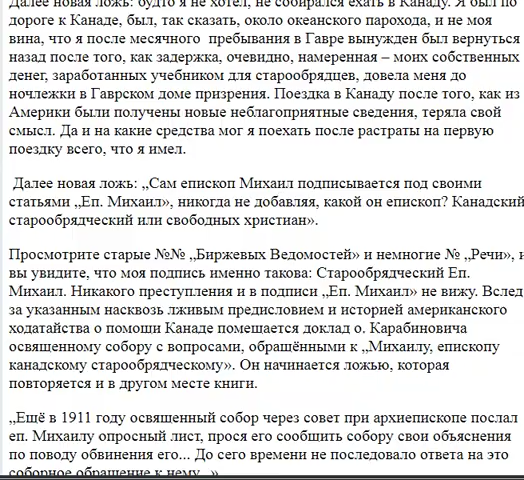 Далее новая ложь: будто я не хотел, не собирался ехать в Канаду. Я был по
дороге к Канаде, был, так сказать, около океанского парохода, и не моя
вина, что я после месячного пребывания в Гавре вынужден был вернуться
назад после того, как задержка, очевидно, намеренная – моих собственных
денег, заработанных учебником для старообрядцев, довела меня до
ночлежки в Гаврском доме призрения. Поездка в Канаду после того, как из
Америки были получены новые неблагоприятные сведения, теряла свой
смысл. Да и на какие средства мог я поехать после растраты на первую
поездку всего, что я имел.
Далее новая ложь: „Сам епископ Михаил подписывается под своими
статьями „Еп. Михаил», никогда не добавляя, какой он епископ? Канадский
старообрядческий или свободных христиан».
Просмотрите старые №№ „Биржевых Ведомостей» и немногие № „Речи», и
вы увидите, что моя подпись именно такова: Старообрядческий Еп.
Михаил. Никакого преступления и в подписи „Еп. Михаил» не вижу. Вслед
за указанным насквозь лживым предисловием и историей американского
ходатайства о помощи Канаде помещается доклад о. Карабиновича
освященному собору с вопросами, обращёнными к „Михаилу, епископу
канадскому старообрядческому». Он начинается ложью, которая
повторяется и в другом месте книги.
„Ещё в 1911 году освященный собор через совет при архиепископе послал
еп. Михаилу опросный лист, прося его сообщить собору свои объяснения
по поводу обвинения его... До сего времени не последовало ответа на это
соборное обращение к нему...»